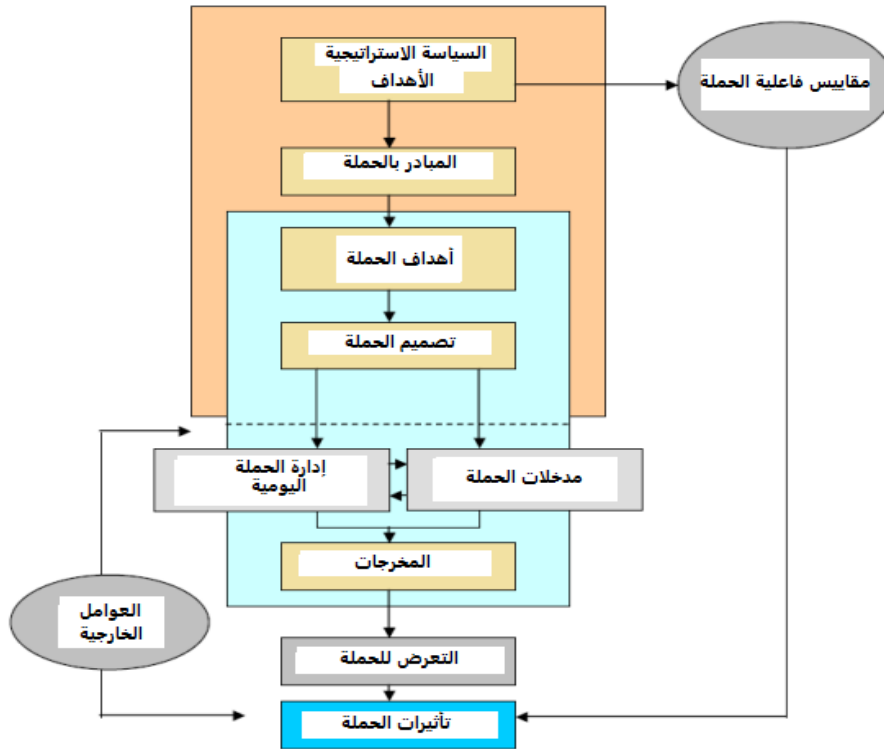 السياسة الاستراتيجية
الأهداف
مقاييس فاعلية الحملة
المبادر بالحملة
أهداف الحملة
تصميم الحملة
إدارة الحملة
اليومية
مدخلات الحملة
المخرجات
العوامل
الخارجية
التعرض للحملة
تأثيرات الحملة